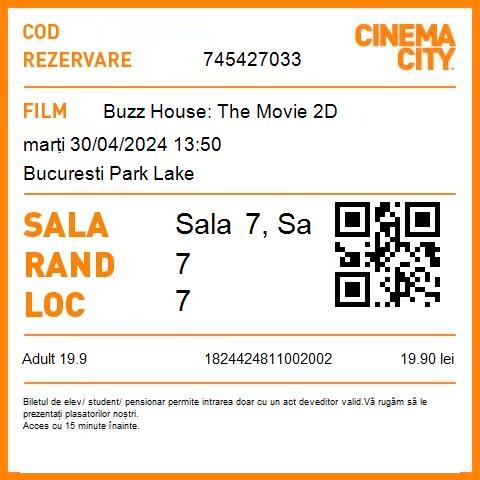 COD
REZERVARE 745427033
CINEMA
CITY
FILM Buzz House: The Movie 2D
marți 30/04/2024 13:50
Bucuresti Park Lake
SALA Sala 7, Sa
RAND 7
LOC 7
Adult 19.9 1824424811002002 19.90 lei
Biletul de elev/ student/ pensionar permite intrarea doar cu un act deveditor valid.Vă rugăm să le
prezentați plasatorilor noștri.
Acces cu 15 minute înainte.